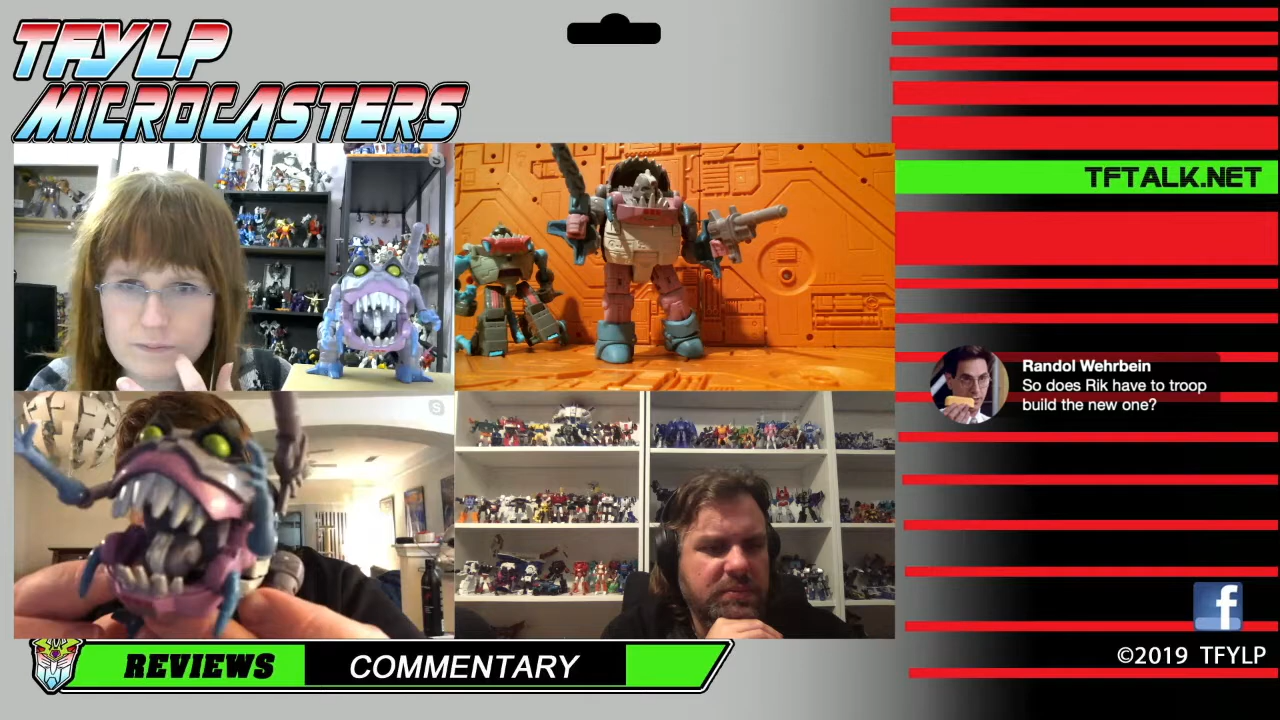 TFYLP
MICROCASTERS
TFTALK.NET
Randol Wehrbein
So does Rik have to troop
build the new one?
f
©2019 TFYLP
REVIEWS
COMMENTARY